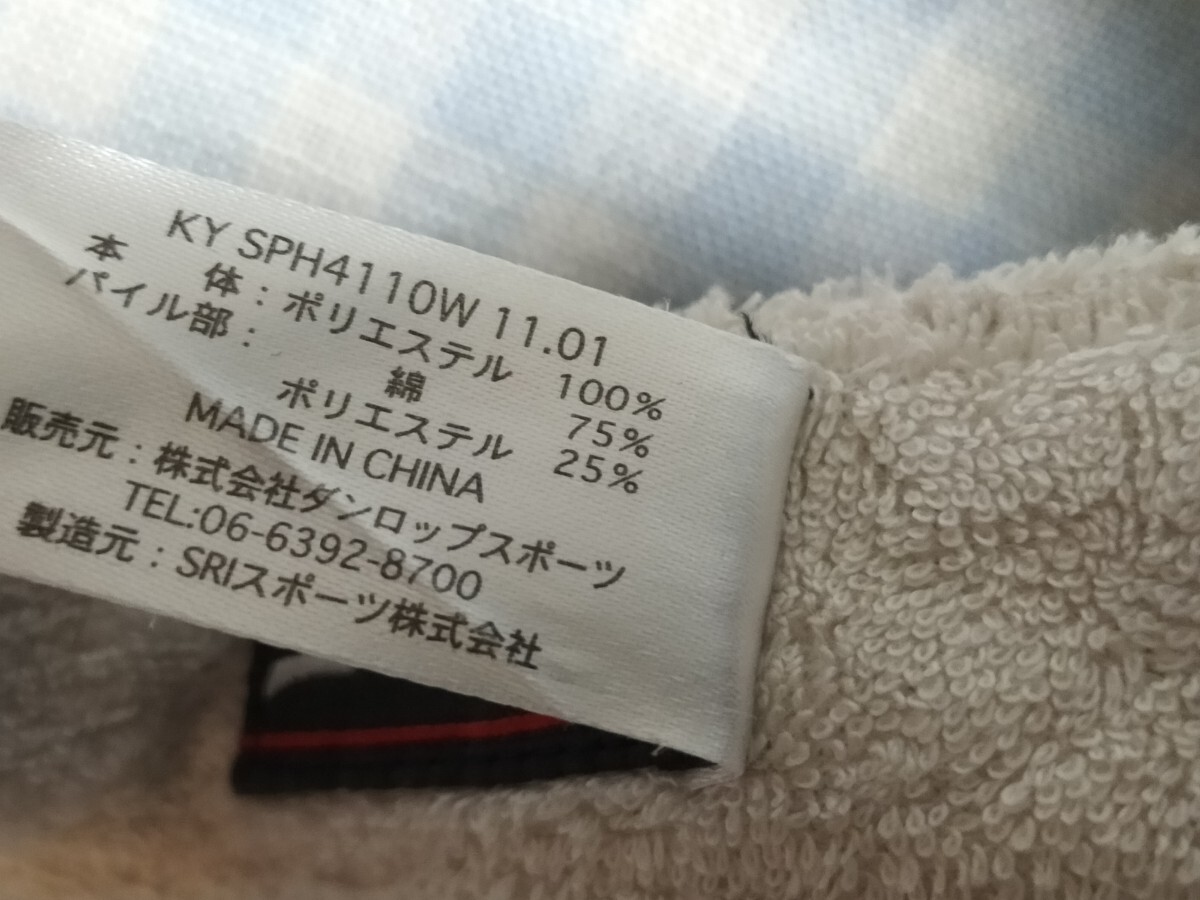 KY SPH4110W 11.01
本 体：ポリエステル 100%
パイル部： 綿 75%
ポリエステル 25%
MADE IN CHINA
販売元：株式会社ダンロップスポーツ
TEL:06-6392-8700
製造元：SRIスポーツ株式会社